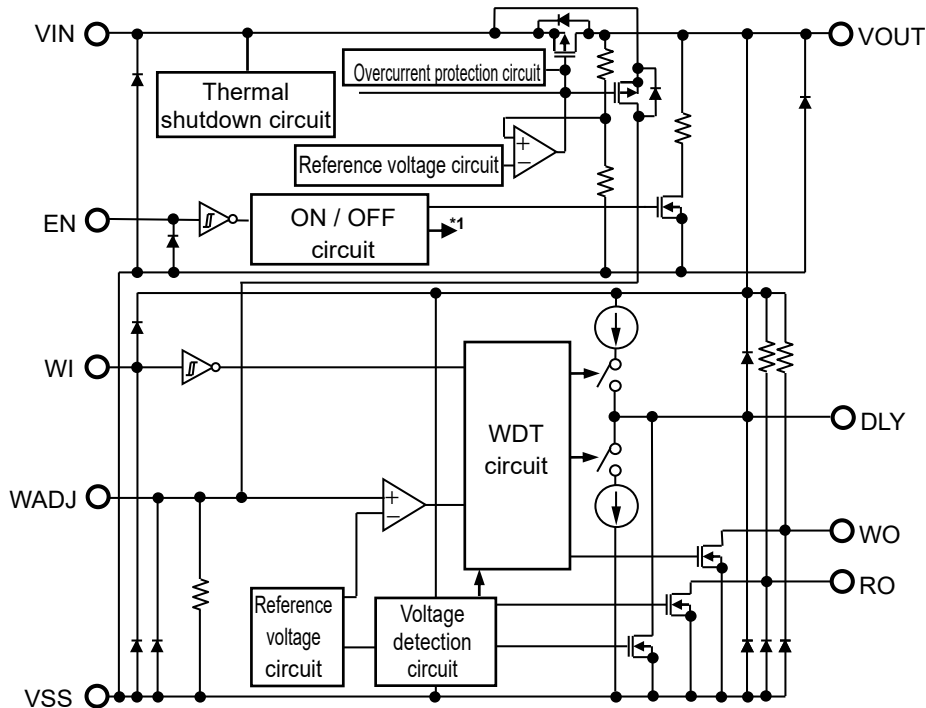 VIN
VOUT
Overcurrent protection circuit
Thermal
shutdown circuit
+
−
Reference voltage circuit
EN
ON / OFF
circuit
*1
WI
WDT
circuit
DLY
WADJ
+
−
WO
RO
Reference
voltage
circuit
Voltage
detection
circuit
VSS